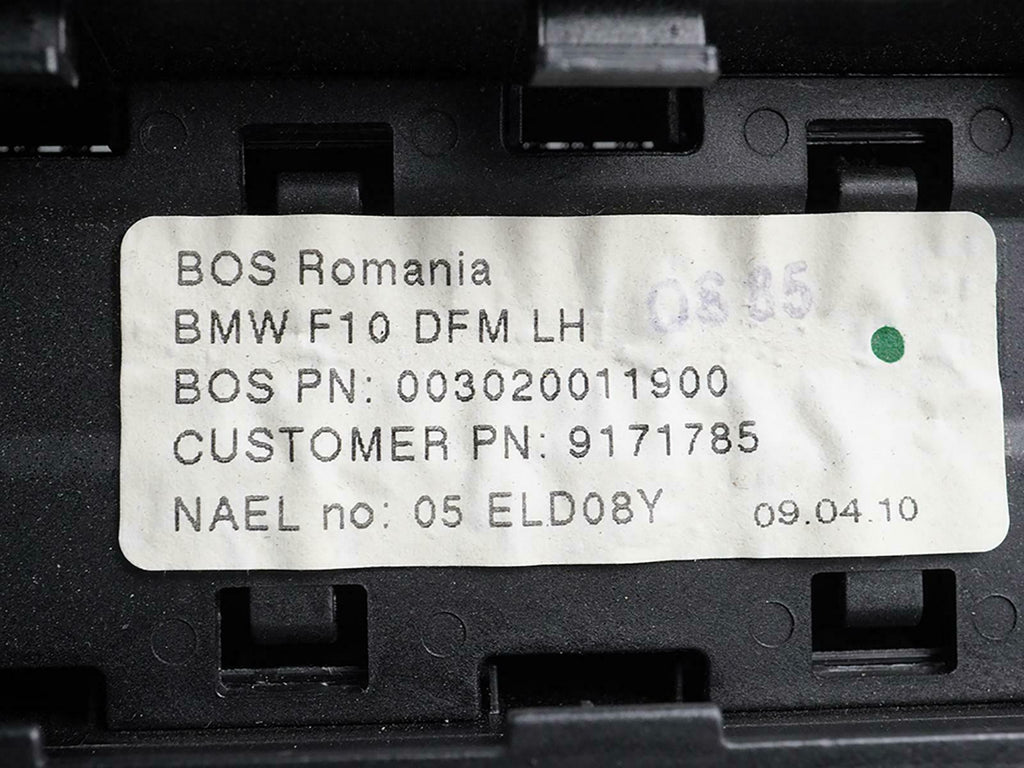 BOS Romania
0885
BMW F10 DFM LH
BOS PN: 003020011900
CUSTOMER PN: 9171785
NAEL no: 05 ELD08Y 09.04.10